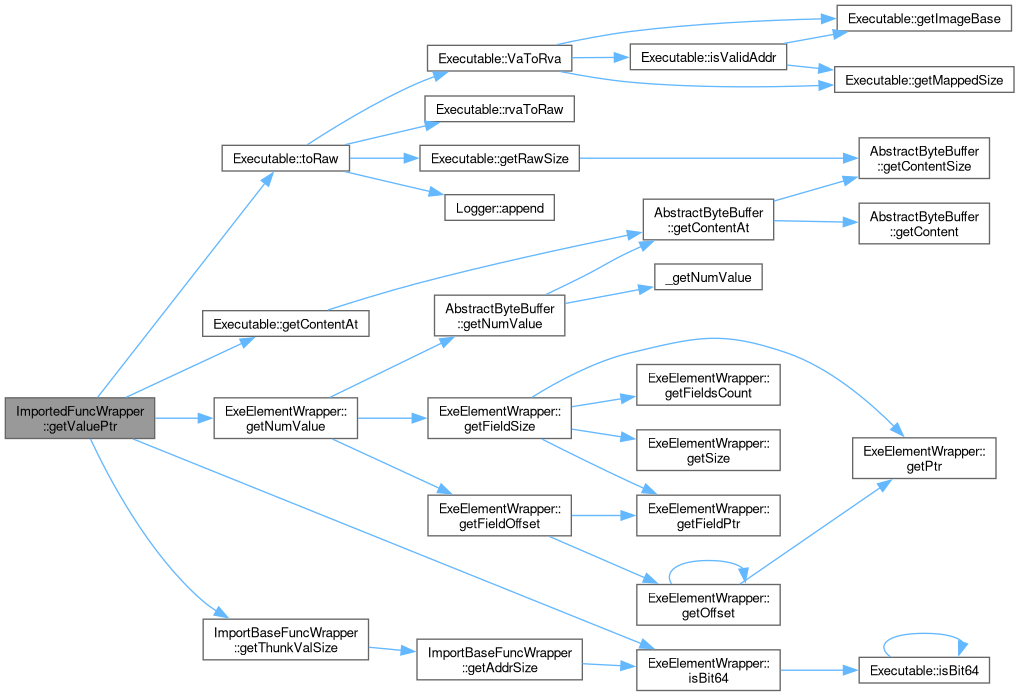 Executable::getImageBase
Executable::VaToRva
Executable::isValidAddr
Executable::getMappedSize
Executable::rvaToRaw
Executable::toRaw
Executable::getRawSize
AbstractByteBuffer
::getContentSize
Logger::append
AbstractByteBuffer
::getContentAt
AbstractByteBuffer
::getContent
_getNumValue
Executable::getContentAt
AbstractByteBuffer
::getNumValue
ImportedFuncWrapper
::getValuePtr
ExeElementWrapper::
getNumValue
ExeElementWrapper::
getFieldSize
ExeElementWrapper::
getFieldsCount
ExeElementWrapper::
getSize
ExeElementWrapper::
getPtr
ExeElementWrapper::
getFieldOffset
ExeElementWrapper::
getFieldPtr
ExeElementWrapper::
getOffset
ImportBaseFuncWrapper
::getThunkValSize
ImportBaseFuncWrapper
::getAddrSize
ExeElementWrapper::
isBit64
Executable::isBit64